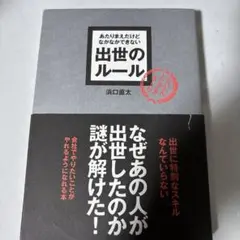 あたりまえだけど
なかなかできない
出世の
ルール
浜口直太
出世に特別なスキル
なんていらない
なぜあの人が
出世したのか
謎が解けた!
会社でやりたいことが
やれるようになれる本